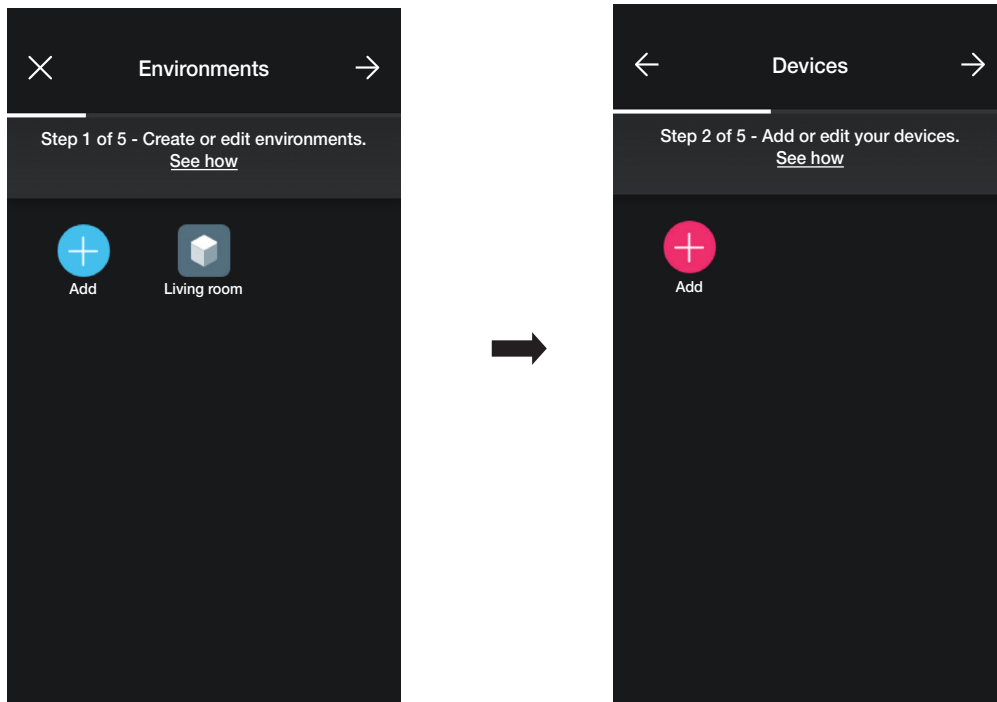 Environments
Step 1 of 5 - Create or edit environments.
See how
Add
Living room
Devices
Step 2 of 5 - Add or edit your devices.
See how
Add